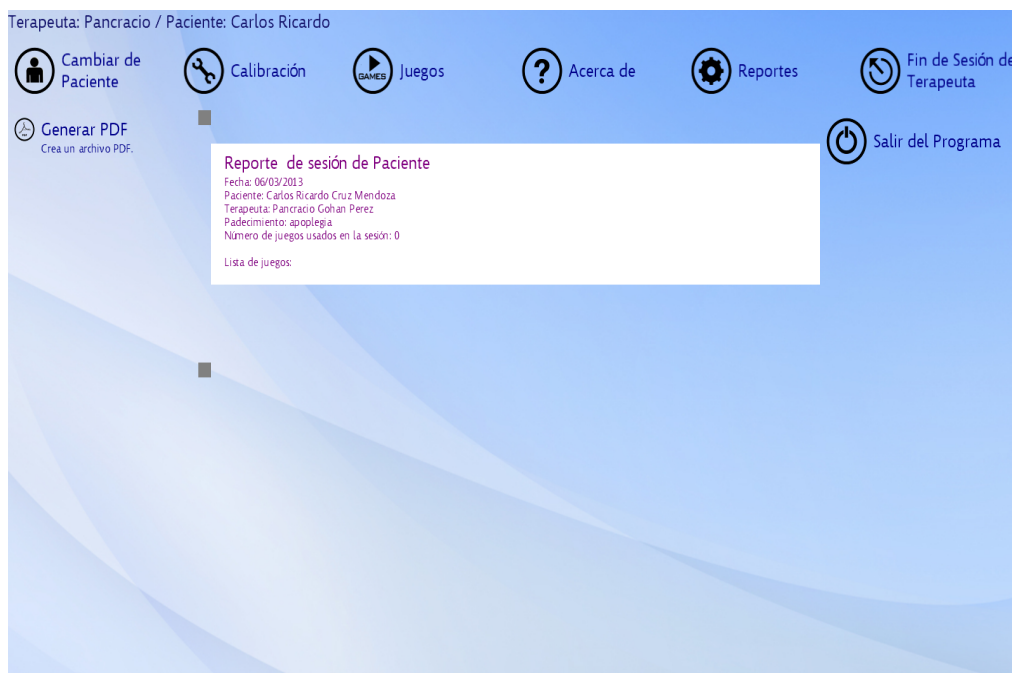 Terapeuta: Pancracio / Paciente: Carlos Ricardo
Cambiar de
Paciente
Calibración
GAMES
Juegos
?
Acerca de
Reportes
Fin de Sesión de
Terapeuta
Generar PDF
Crea un archivo PDF.
Salir del Programa
Reporte de sesión de Paciente
Fecha: 06/03/2013
Paciente: Carlos Ricardo Cruz Mendoza
Terapeuta: Pancracio Gohan Perez
Padecimiento: apoplegia
Número de juegos usados en la sesión: 0
Lista de juegos: